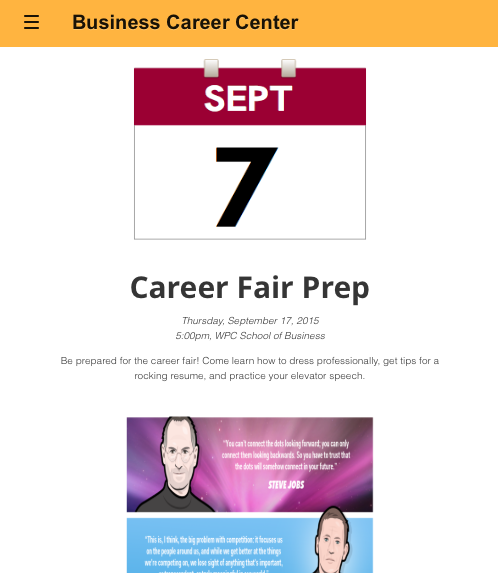 ☰ Business Career Center
SEPT
7
Career Fair Prep
Thursday, September 17, 2015
5:00pm, WPC School of Business
Be prepared for the career fair! Come learn how to dress professionally, get tips for a
rocking resume, and practice your elevator speech.
"You can't connect the dots looking forward; you can only
connect them looking backwards. So you have to trust that
the dots will somehow connect in your future."
STEVE JOBS
"This is, I think, the big problem with competition: it focuses us
on the people around us, and while we get better at the things
we're competing on, we lose sight of anything that's important,